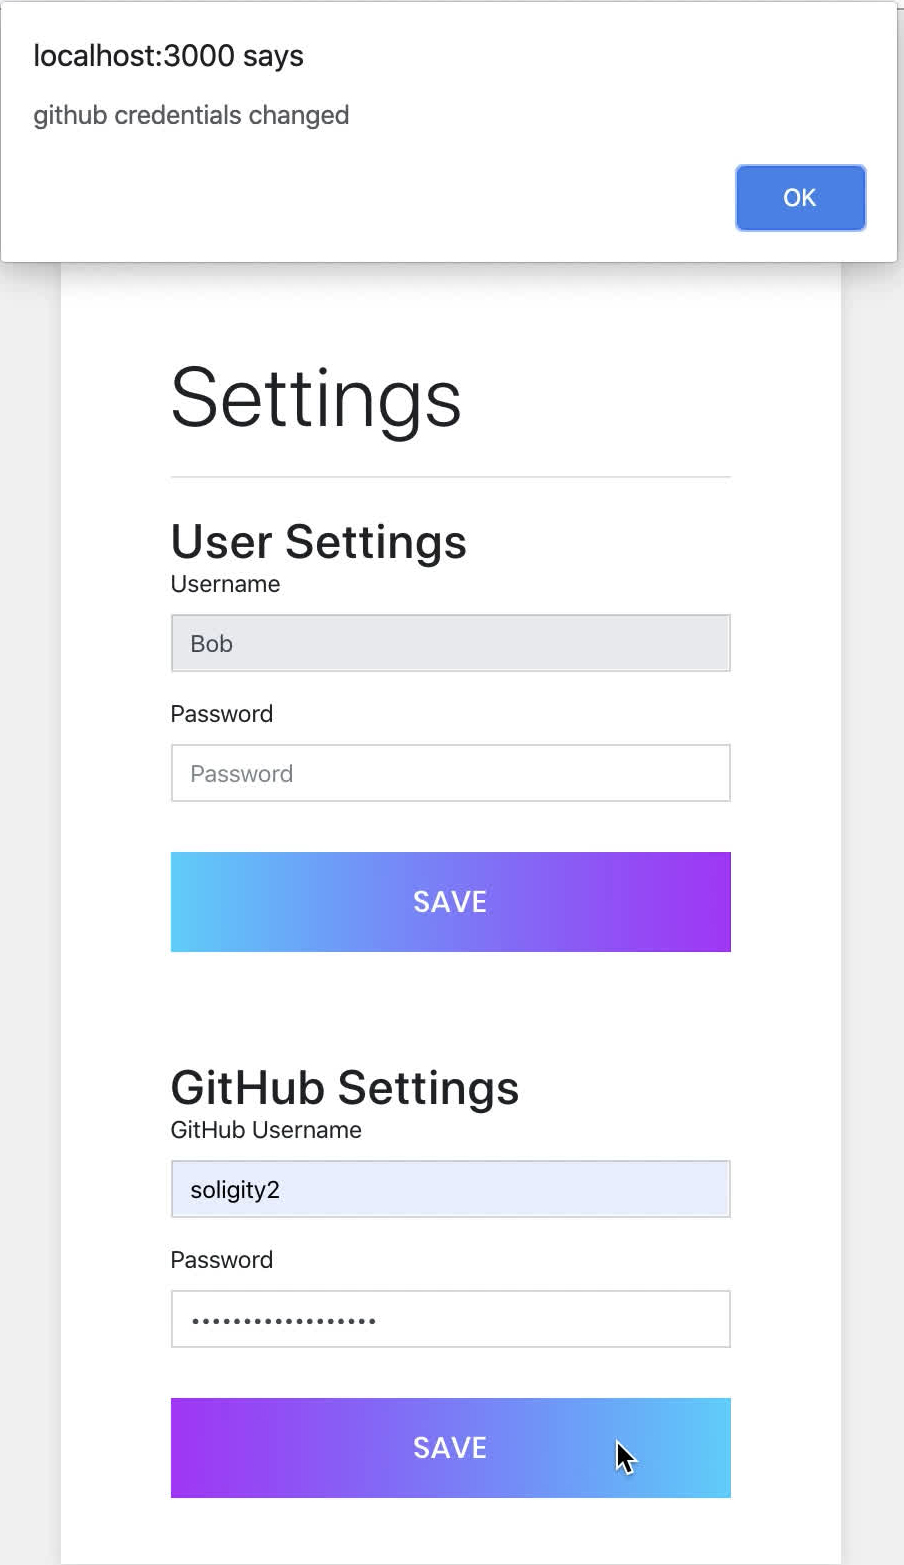 localhost:3000 says
github credentials changed
OK
Settings
User Settings
Username
Bob
Password
Password
SAVE
GitHub Settings
GitHub Username
soligity2
Password
••••••••••••••••••
SAVE